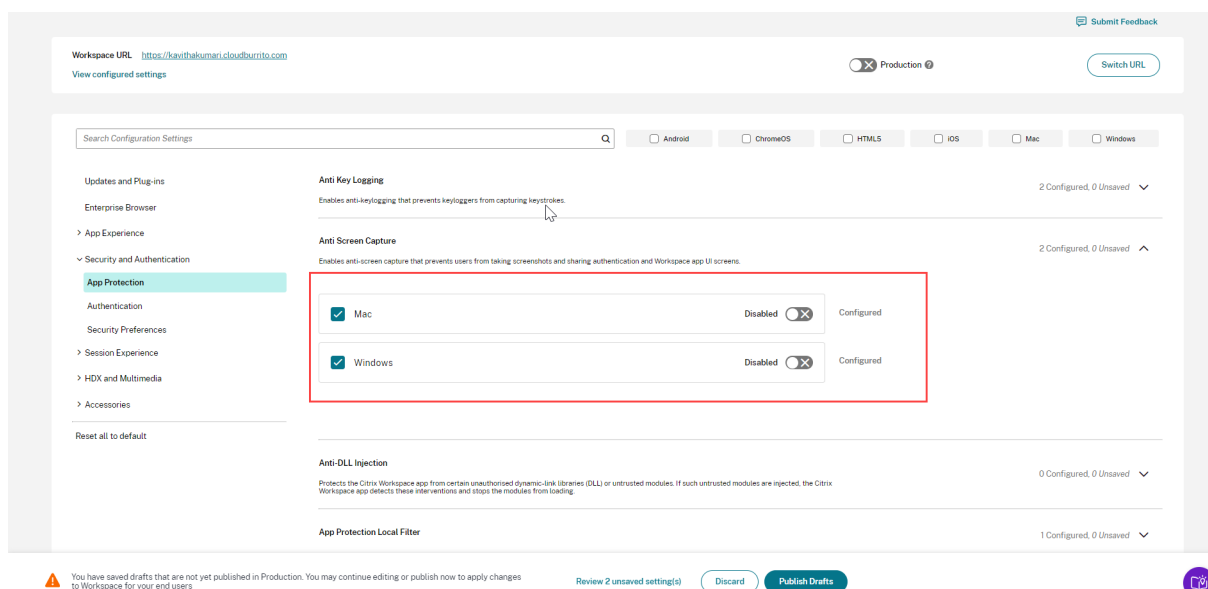 Submit Feedback
Workspace URL https://kavithakumari.cloudburrito.com
View configured settings
Production
Switch URL
Search Configuration Settings
Android
ChromeOS
HTML5
iOS
Mac
Windows
Updates and Plug-ins
Enterprise Browser
App Experience
Security and Authentication
App Protection
Authentication
Security Preferences
Session Experience
HDX and Multimedia
Accessories
Reset all to default
Anti Key Logging
Enables anti-keylogging that prevents keyloggers from capturing keystrokes.
2 Configured, 0 Unsaved
Anti Screen Capture
Enables anti-screen capture that prevents users from taking screenshots and sharing authentication and Workspace app UI screens.
2 Configured, 0 Unsaved
Mac Disabled Configured
Windows Disabled Configured
Anti-DLL Injection
Protects the Citrix Workspace app from certain unauthorised dynamic-link libraries (DLL) or untrusted modules. If such untrusted modules are injected, the Citrix
Workspace app detects these interventions and stops the modules from loading.
0 Configured, 0 Unsaved
App Protection Local Filter
1 Configured, 0 Unsaved
You have saved drafts that are not yet published in Production. You may continue editing or publish now to apply changes
to Workspace for your end users
Review 2 unsaved setting(s)
Discard
Publish Drafts